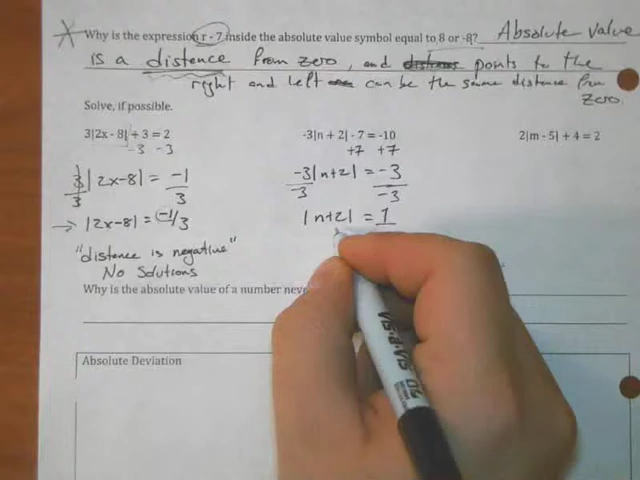 Why is the expression r - 7 inside the absolute value symbol equal to 8 or -8? Absolute Value
is a distance from zero, and points to the
right and left can be the same distance from
zero.
Solve, if possible.
3|2x - 8| + 3 = 2
-3 -3
3|2x-8| = -1
3 3
→ |2x-8| = -1/3
"distance is negative"
No Solutions
-3|n + 2| - 7 = -10
+7 +7
-3|n+2| = -3
-3 -3
|n+2| = 1
2|m - 5| + 4 = 2
Why is the absolute value of a number
Absolute Deviation